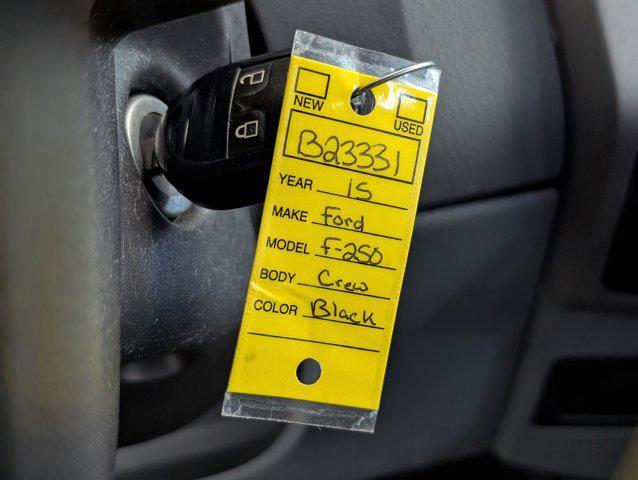 NEW USED
B23331
YEAR 15
MAKE Ford
MODEL F-250
BODY Crew
COLOR Black